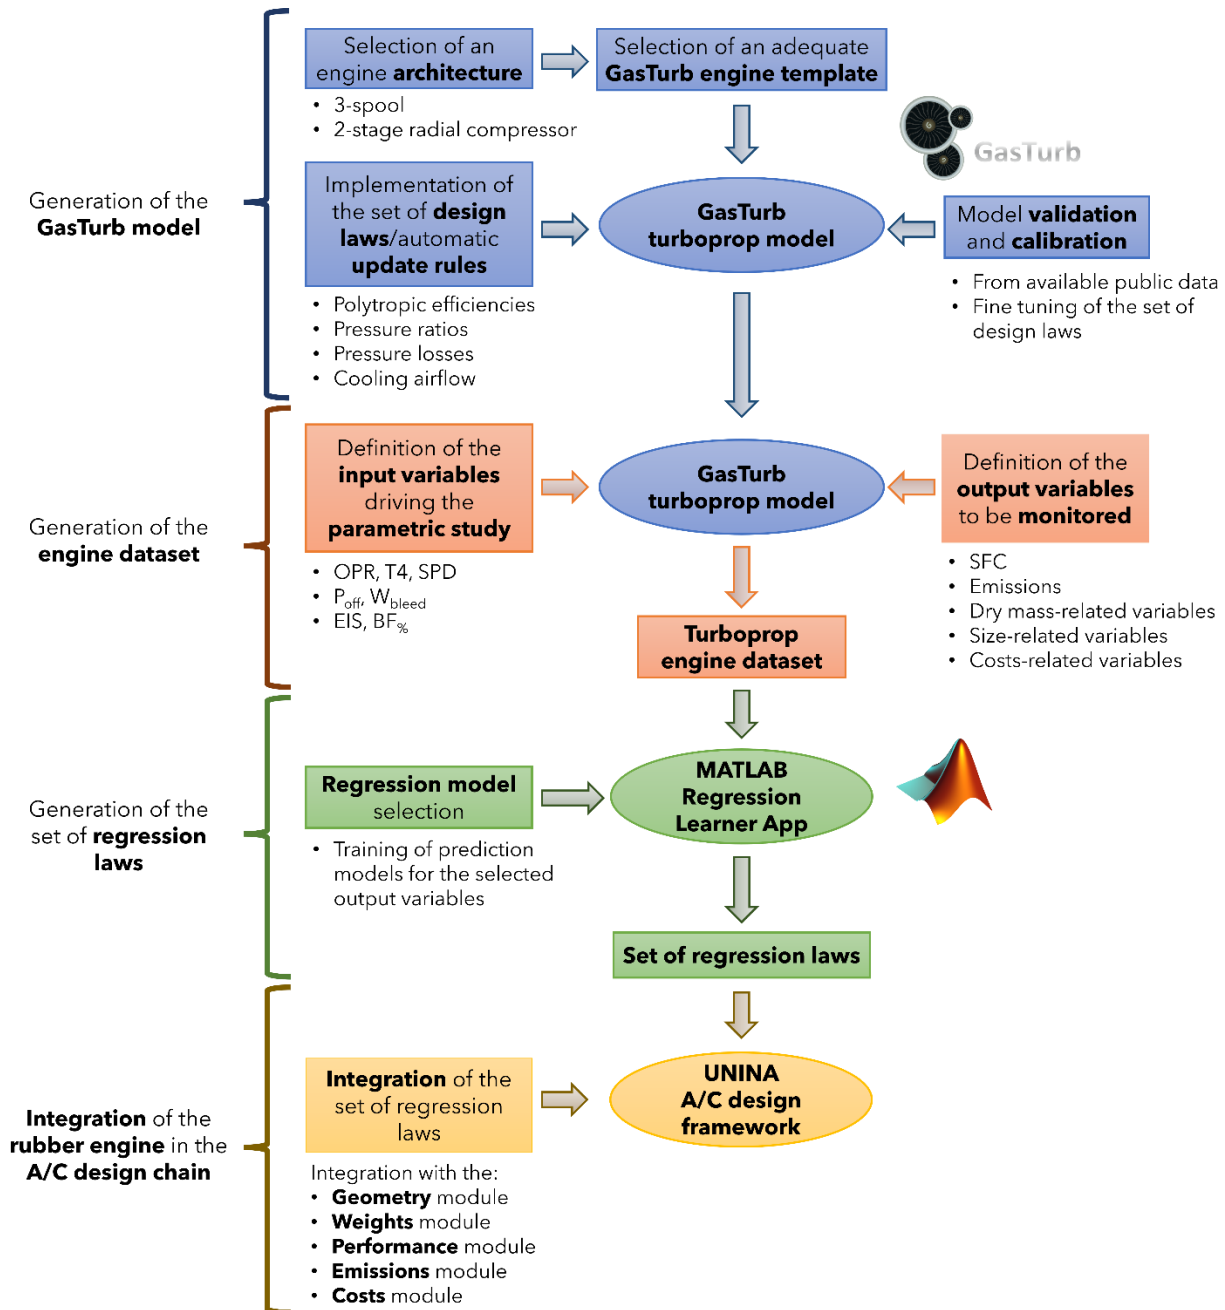 Selection of an
engine architecture
Selection of an adequate
GasTurb engine template
• 3-spool
• 2-stage radial compressor
GasTurb
Generation of the
GasTurb model
Implementation of
the set of design
laws/automatic
update rules
GasTurb
turboprop model
Model validation
and calibration
• Polytropic efficiencies
• Pressure ratios
• Pressure losses
• Cooling airflow
• From available public data
• Fine tuning of the set of
design laws
Generation of the
engine dataset
Definition of the
input variables
driving the
parametric study
GasTurb
turboprop model
Definition of the
output variables
to be monitored
• OPR, T4, SPD
• Poff, Wbleed
• EIS, BF%
• SFC
• Emissions
• Dry mass-related variables
• Size-related variables
• Costs-related variables
Turboprop
engine dataset
Generation of the
set of regression
laws
Regression model
selection
MATLAB
Regression
Learner App
• Training of prediction
models for the selected
output variables
Set of regression laws
Integration of the
rubber engine in the
A/C design chain
Integration of the
set of regression
laws
UNINA
A/C design
framework
Integration with the:
• Geometry module
• Weights module
• Performance module
• Emissions module
• Costs module